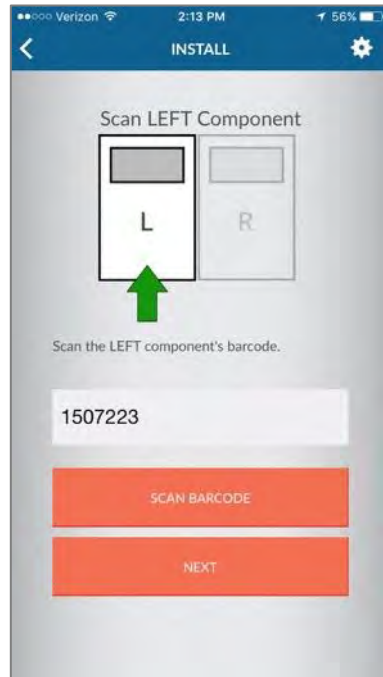 Verizon 2:13 PM 56%
INSTALL
Scan LEFT Component
L R
Scan the LEFT component's barcode.
1507223
SCAN BARCODE
NEXT